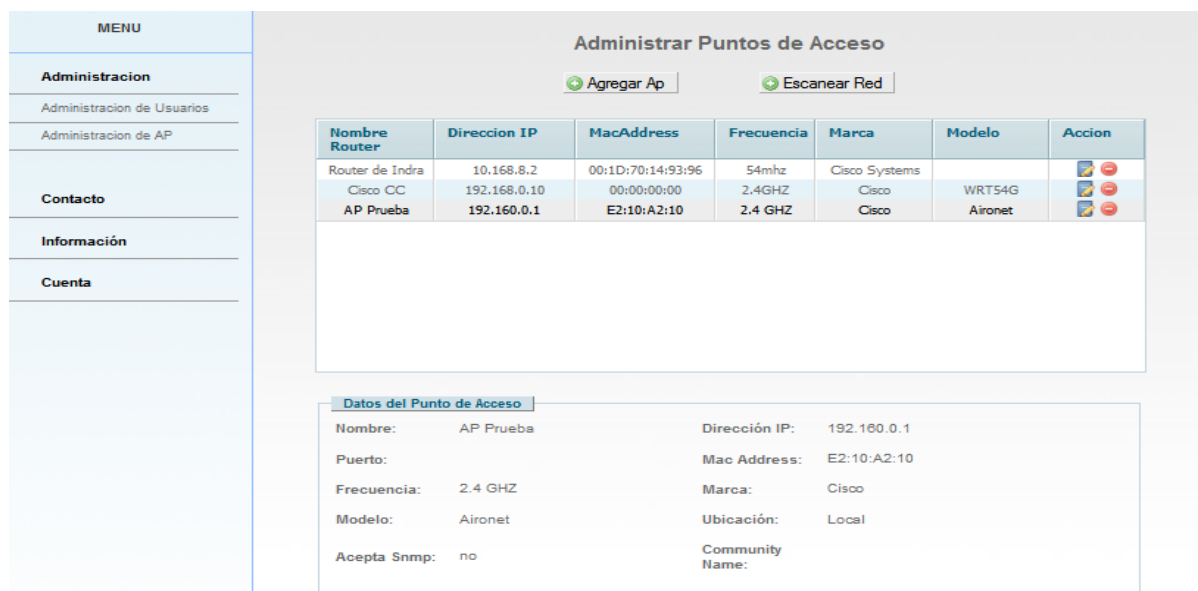 MENU
Administracion
Administracion de Usuarios
Administracion de AP
Contacto
Información
Cuenta
Administrar Puntos de Acceso
Agregar Ap Escanear Red
Nombre Router Direccion IP MacAddress Frecuencia Marca Modelo Accion
Router de Indra 10.168.8.2 00:1D:70:14:93:96 54mhz Cisco Systems
Cisco CC 192.168.0.10 00:00:00:00 2.4GHZ Cisco WRT54G
AP Prueba 192.160.0.1 E2:10:A2:10 2.4 GHZ Cisco Aironet
Datos del Punto de Acceso
Nombre: AP Prueba Dirección IP: 192.160.0.1
Puerto: Mac Address: E2:10:A2:10
Frecuencia: 2.4 GHZ Marca: Cisco
Modelo: Aironet Ubicación: Local
Acepta Snmp: no Community Name: